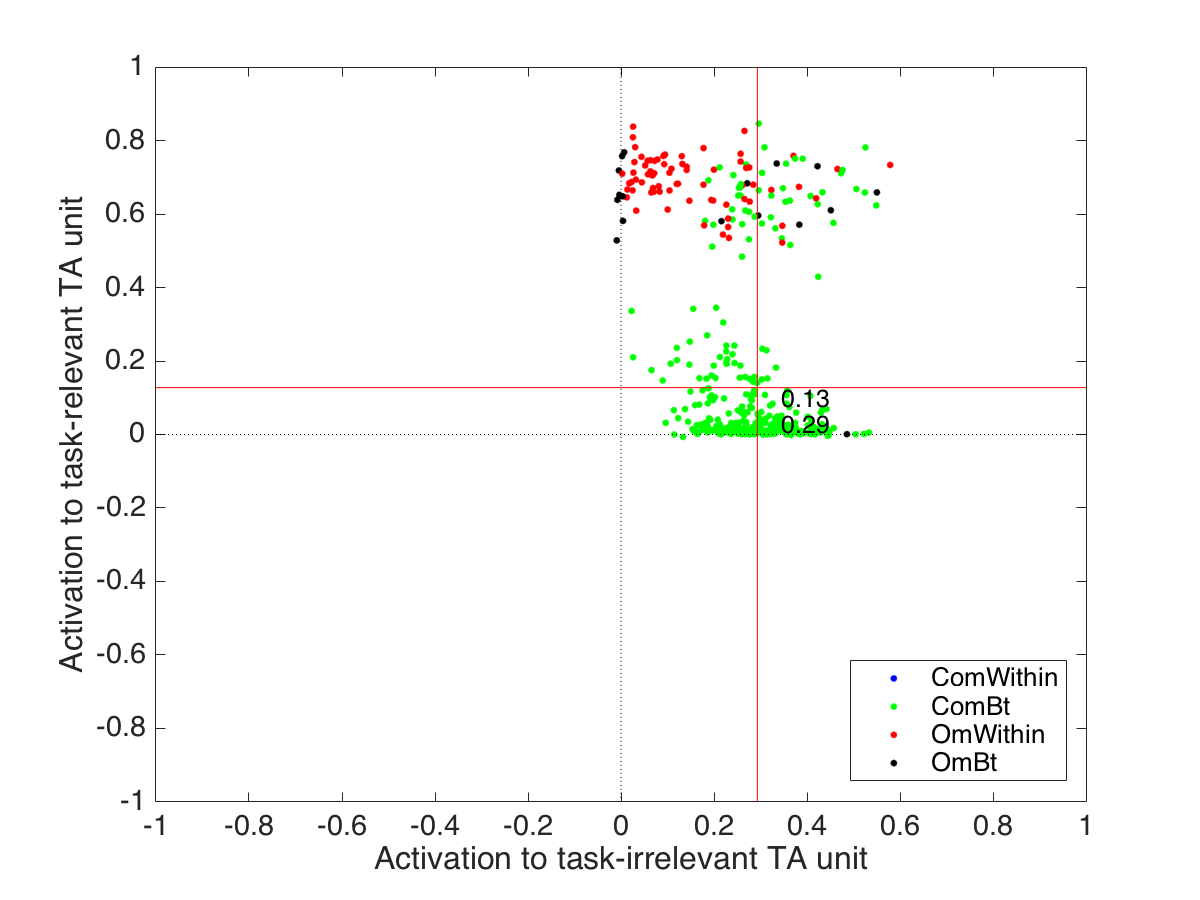 1
0.8
0.6
0.4
0.2
0
-0.2
-0.4
-0.6
-0.8
-1
Activation to task-relevant TA unit
0.13
0.29
ComWithin
ComBt
OmWithin
OmBt
-1 -0.8 -0.6 -0.4 -0.2 0 0.2 0.4 0.6 0.8 1
Activation to task-irrelevant TA unit